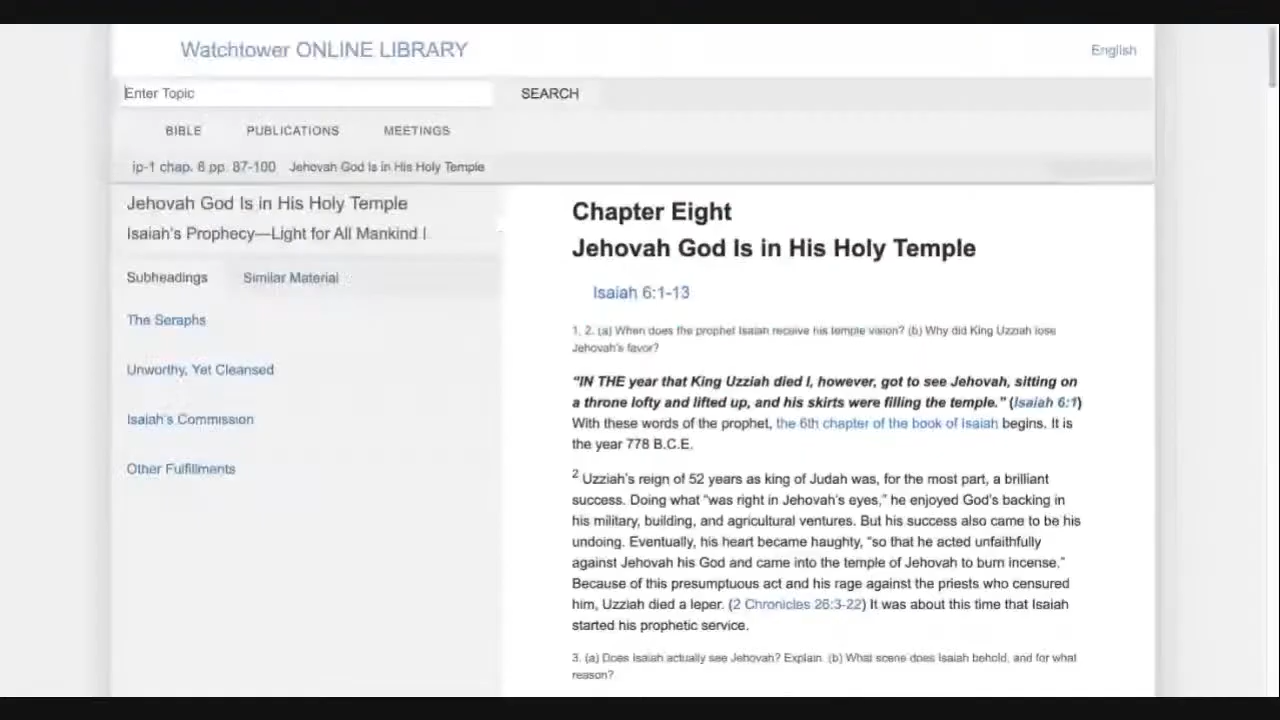 Watchtower ONLINE LIBRARY
English
Enter Topic
SEARCH
BIBLE PUBLICATIONS MEETINGS
ip-1 chap. 8 pp. 87-100 Jehovah God Is in His Holy Temple
Jehovah God Is in His Holy Temple
Isaiah's Prophecy—Light for All Mankind I
Subheadings Similar Material
The Seraphs
Unworthy, Yet Cleansed
Isaiah's Commission
Other Fulfillments
Chapter Eight
Jehovah God Is in His Holy Temple
Isaiah 6:1-13
1, 2. (a) When does the prophet Isaiah receive his temple vision? (b) Why did King Uzziah lose
Jehovah's favor?
“IN THE year that King Uzziah died I, however, got to see Jehovah, sitting on
a throne lofty and lifted up, and his skirts were filling the temple.” (Isaiah 6:1)
With these words of the prophet, the 6th chapter of the book of Isaiah begins. It is
the year 778 B.C.E.
2 Uzziah's reign of 52 years as king of Judah was, for the most part, a brilliant
success. Doing what “was right in Jehovah's eyes,” he enjoyed God's backing in
his military, building, and agricultural ventures. But his success also came to be his
undoing. Eventually, his heart became haughty, “so that he acted unfaithfully
against Jehovah his God and came into the temple of Jehovah to burn incense.”
Because of this presumptuous act and his rage against the priests who censured
him, Uzziah died a leper. (2 Chronicles 26:3-22) It was about this time that Isaiah
started his prophetic service.
3. (a) Does Isaiah actually see Jehovah? Explain. (b) What scene does Isaiah behold, and for what
reason?